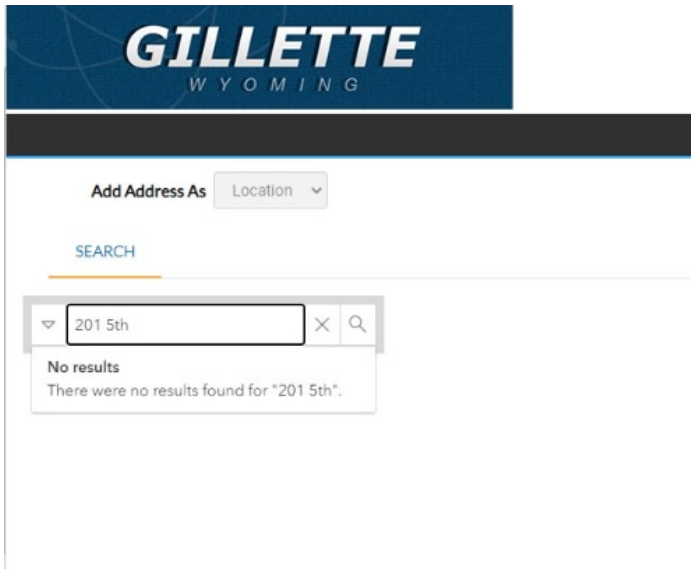 GILLETTE
WYOMING
Add Address As Location
SEARCH
201 5th
No results
There were no results found for "201 5th".